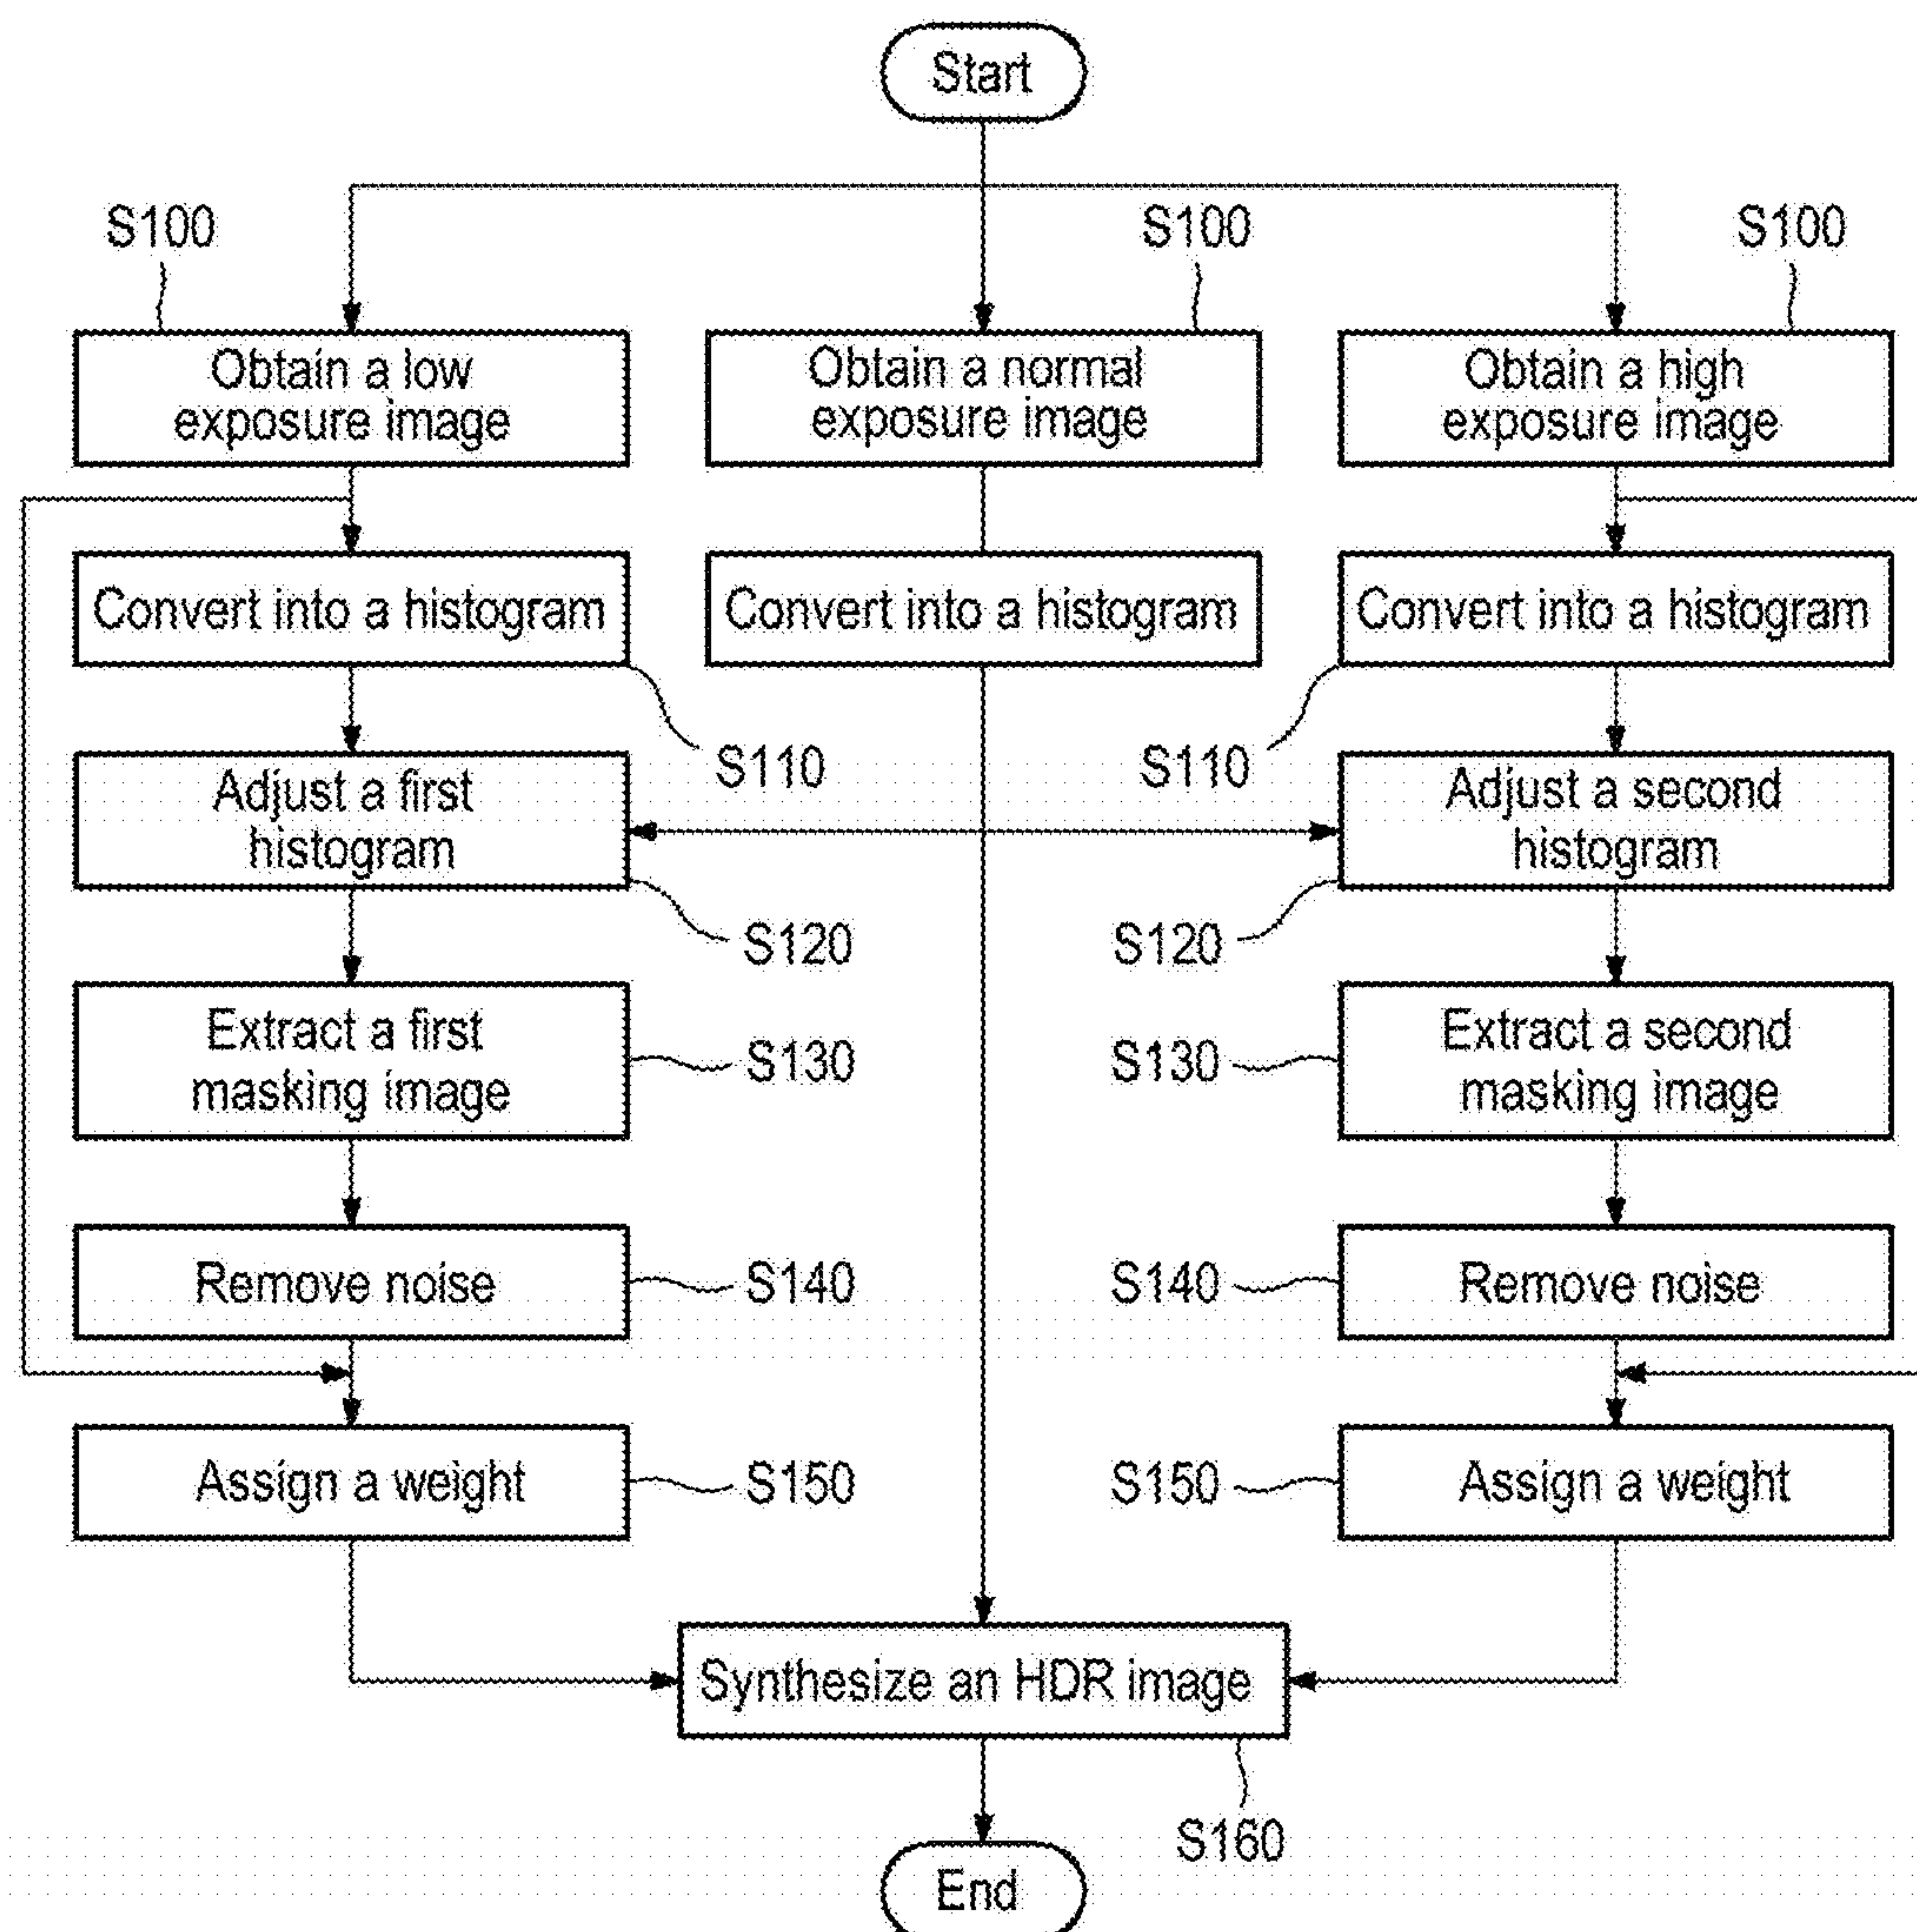 Start
S100
S100
S100
Obtain a low
exposure image
Obtain a normal
exposure image
Obtain a high
exposure image
Convert into a histogram
Convert into a histogram
Convert into a histogram
S110
S110
Adjust a first
histogram
Adjust a second
histogram
S120
S120
Extract a first
masking image
S130
S130
Extract a second
masking image
Remove noise
S140
S140
Remove noise
Assign a weight
S150
S150
Assign a weight
Synthesize an HDR image
S160
End